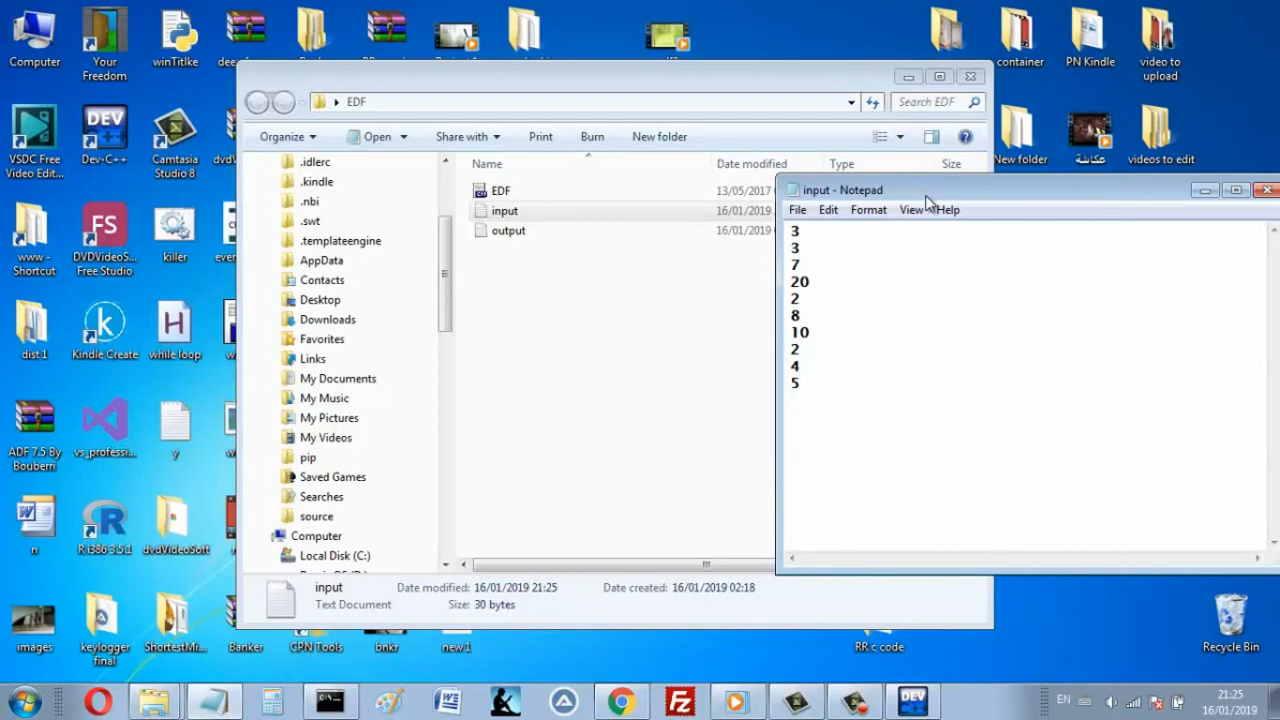 Computer
Your Freedom
winTitlke
container
PN Kindle
video to upload
VSDC Free Video Edit...
Dev-C++
Camtasia Studio 8
New folder
عكاشة
videos to edit
www - Shortcut
DVDVideoS... Free Studio
killer
dist 1
Kindle Create
while loop
ADF 7.5 By Boubern
vs_professi...
y
n
R i386 3.5.1
dvdVideoSoft
images
keylogger final
ShortestMi...
Banker
CPN Tools
bnkr
new 1
RR c code
Recycle Bin
EDF
Search EDF
Organize
Open
Share with
Print
Burn
New folder
.idlerc
.kindle
.nbi
.swt
.templateengine
AppData
Contacts
Desktop
Downloads
Favorites
Links
My Documents
My Music
My Pictures
My Videos
pip
Saved Games
Searches
source
Computer
Local Disk (C:)
Name Date modified Type Size
EDF 13/05/2017
input 16/01/2019
output 16/01/2019
input Date modified: 16/01/2019 21:25 Date created: 16/01/2019 02:18
Text Document Size: 30 bytes
input - Notepad
File Edit Format View Help
3
3
7
20
2
8
10
2
4
5
EN
21:25
16/01/2019